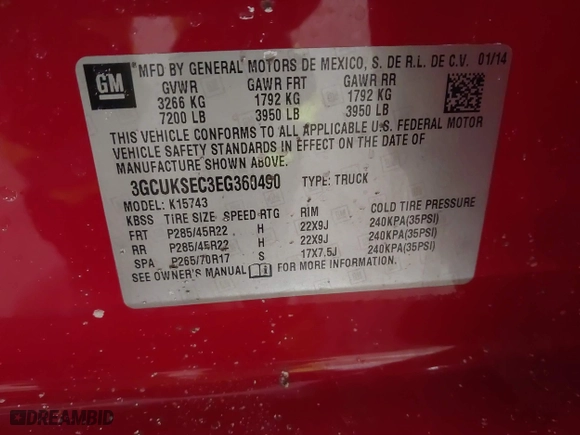 GM
MFD BY GENERAL MOTORS DE MEXICO, S. DE R.L. DE C.V. 01/14
GVWR GAWR FRT GAWR RR
3266 KG 1792 KG 1792 KG
7200 LB 3950 LB 3950 LB
THIS VEHICLE CONFORMS TO ALL APPLICABLE U.S. FEDERAL MOTOR
VEHICLE SAFETY STANDARDS IN EFFECT ON THE DATE OF
MANUFACTURE SHOWN ABOVE.
3GCUKSEC3EG360490 TYPE: TRUCK
MODEL: K15743
KBSS TIRE SIZE SPEED RTG RIM COLD TIRE PRESSURE
FRT P285/45R22 H 22X9J 240KPA(35PSI)
RR P285/45R22 H 22X9J 240KPA(35PSI)
SPA P265/70R17 S 17X7.5J 240KPA(35PSI)
SEE OWNER'S MANUAL FOR MORE INFORMATION.
DREAMBID